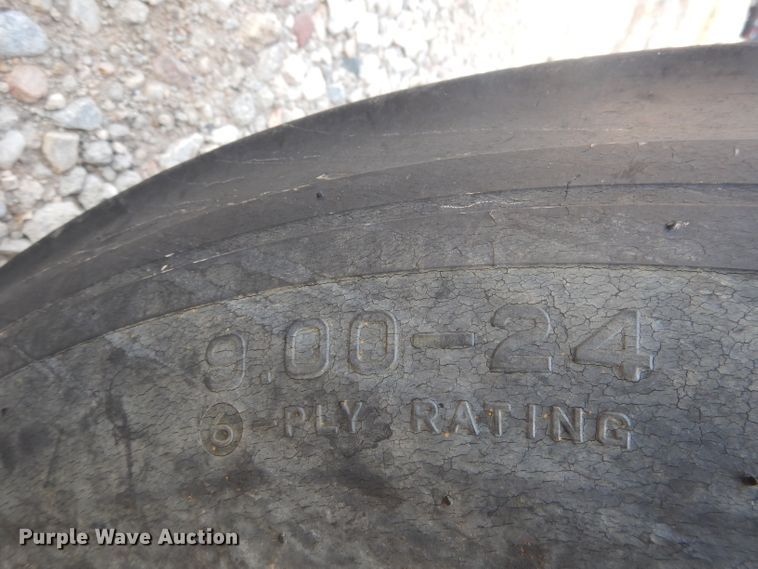 9.00-24
6-PLY RATING
Purple Wave Auction